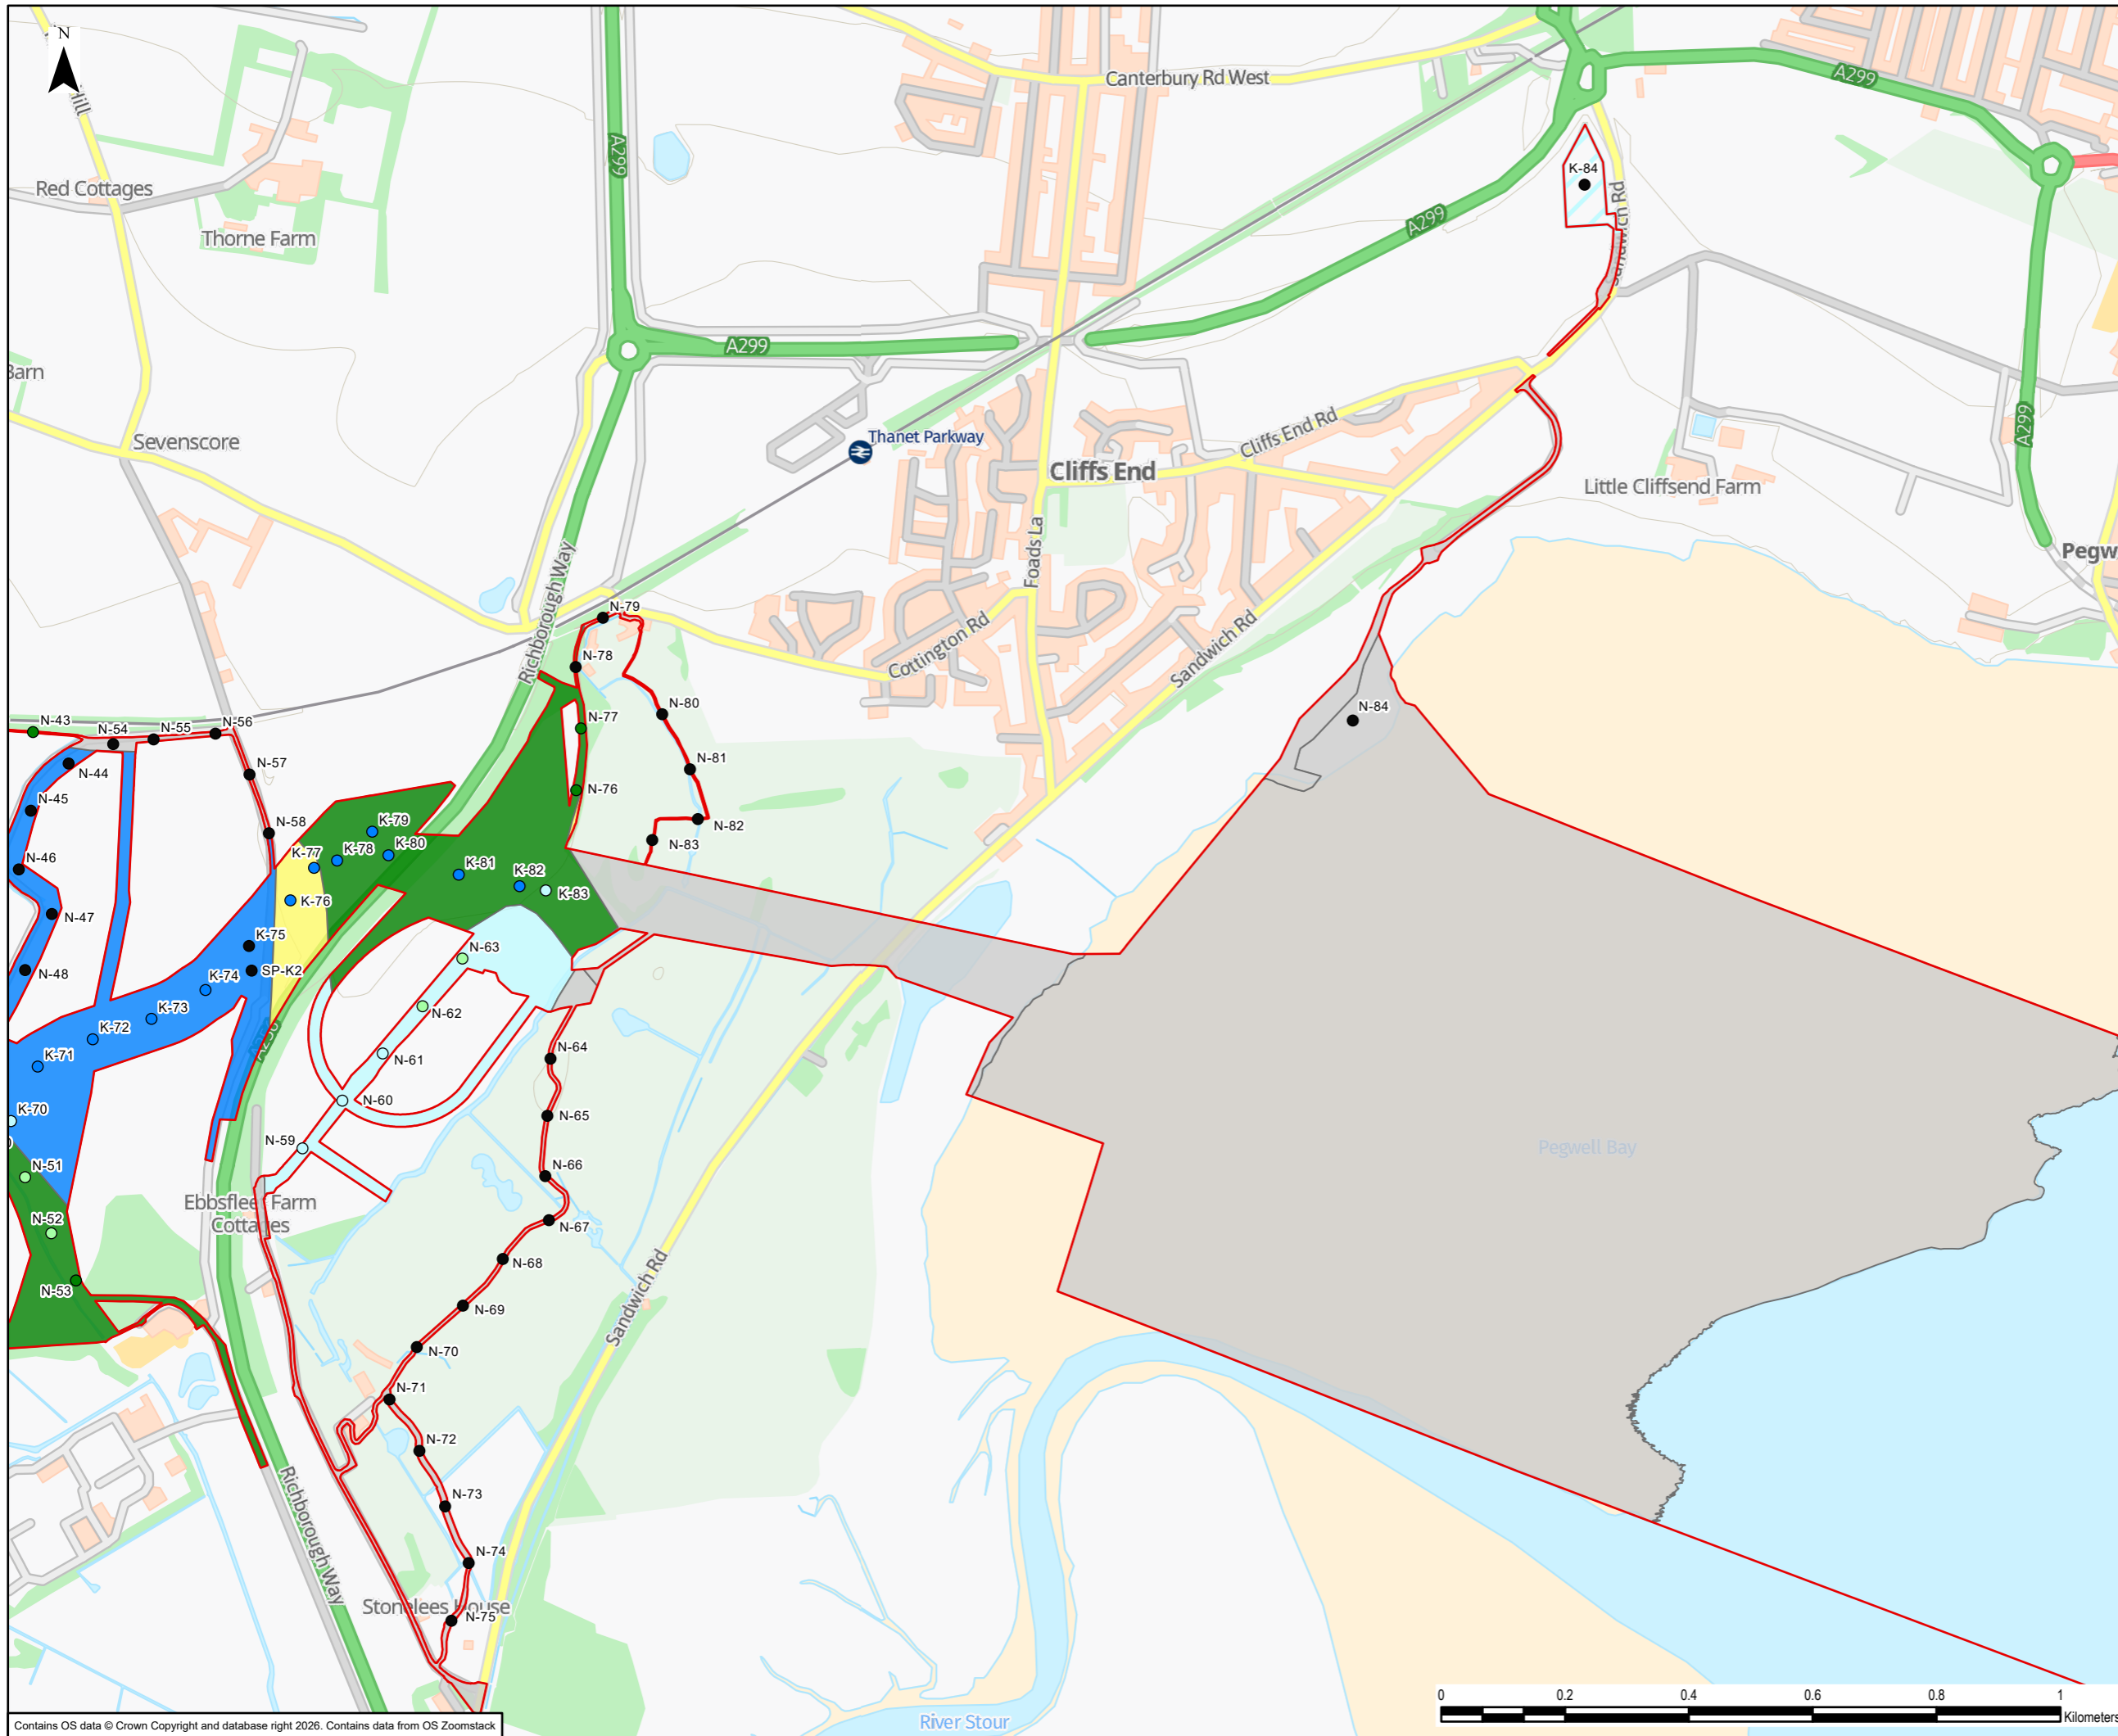 N
Hill
Canterbury Rd West
A299
A299
A299
K-84
Red Cottages
Thorne Farm
Sandwich Rd
A299
A299
Barn
Sevenscore
Thanet Parkway
Cliffs End Rd
Cliffs End
A299
Little Cliffsend Farm
Foads La
Richborough Way
Pegw
N-79
Cottington Rd
Sandwich Rd
N-78
N-80
N-84
N-77
N-43
N-54
N-55
N-56
N-57
N-44
N-81
N-76
N-45
N-58
K-79
N-82
K-77
K-78
K-80
N-83
N-46
K-81
K-82
K-83
K-76
N-47
K-75
N-63
N-48
SP-K2
K-74
N-62
K-73
K-72
A256
N-61
N-64
K-71
N-60
K-70
N-65
N-59
Pegwell Bay
N-51
N-66
Ebbsfleet Farm
Cottages
N-52
N-67
N-68
N-53
N-69
Sandwich Rd
N-70
N-71
N-72
Richborough Way
N-73
N-74
Stonelees House
N-75
River Stour
0 0.2 0.4 0.6 0.8 1
Kilometers
Contains OS data © Crown Copyright and database right 2026. Contains data from OS Zoomstack